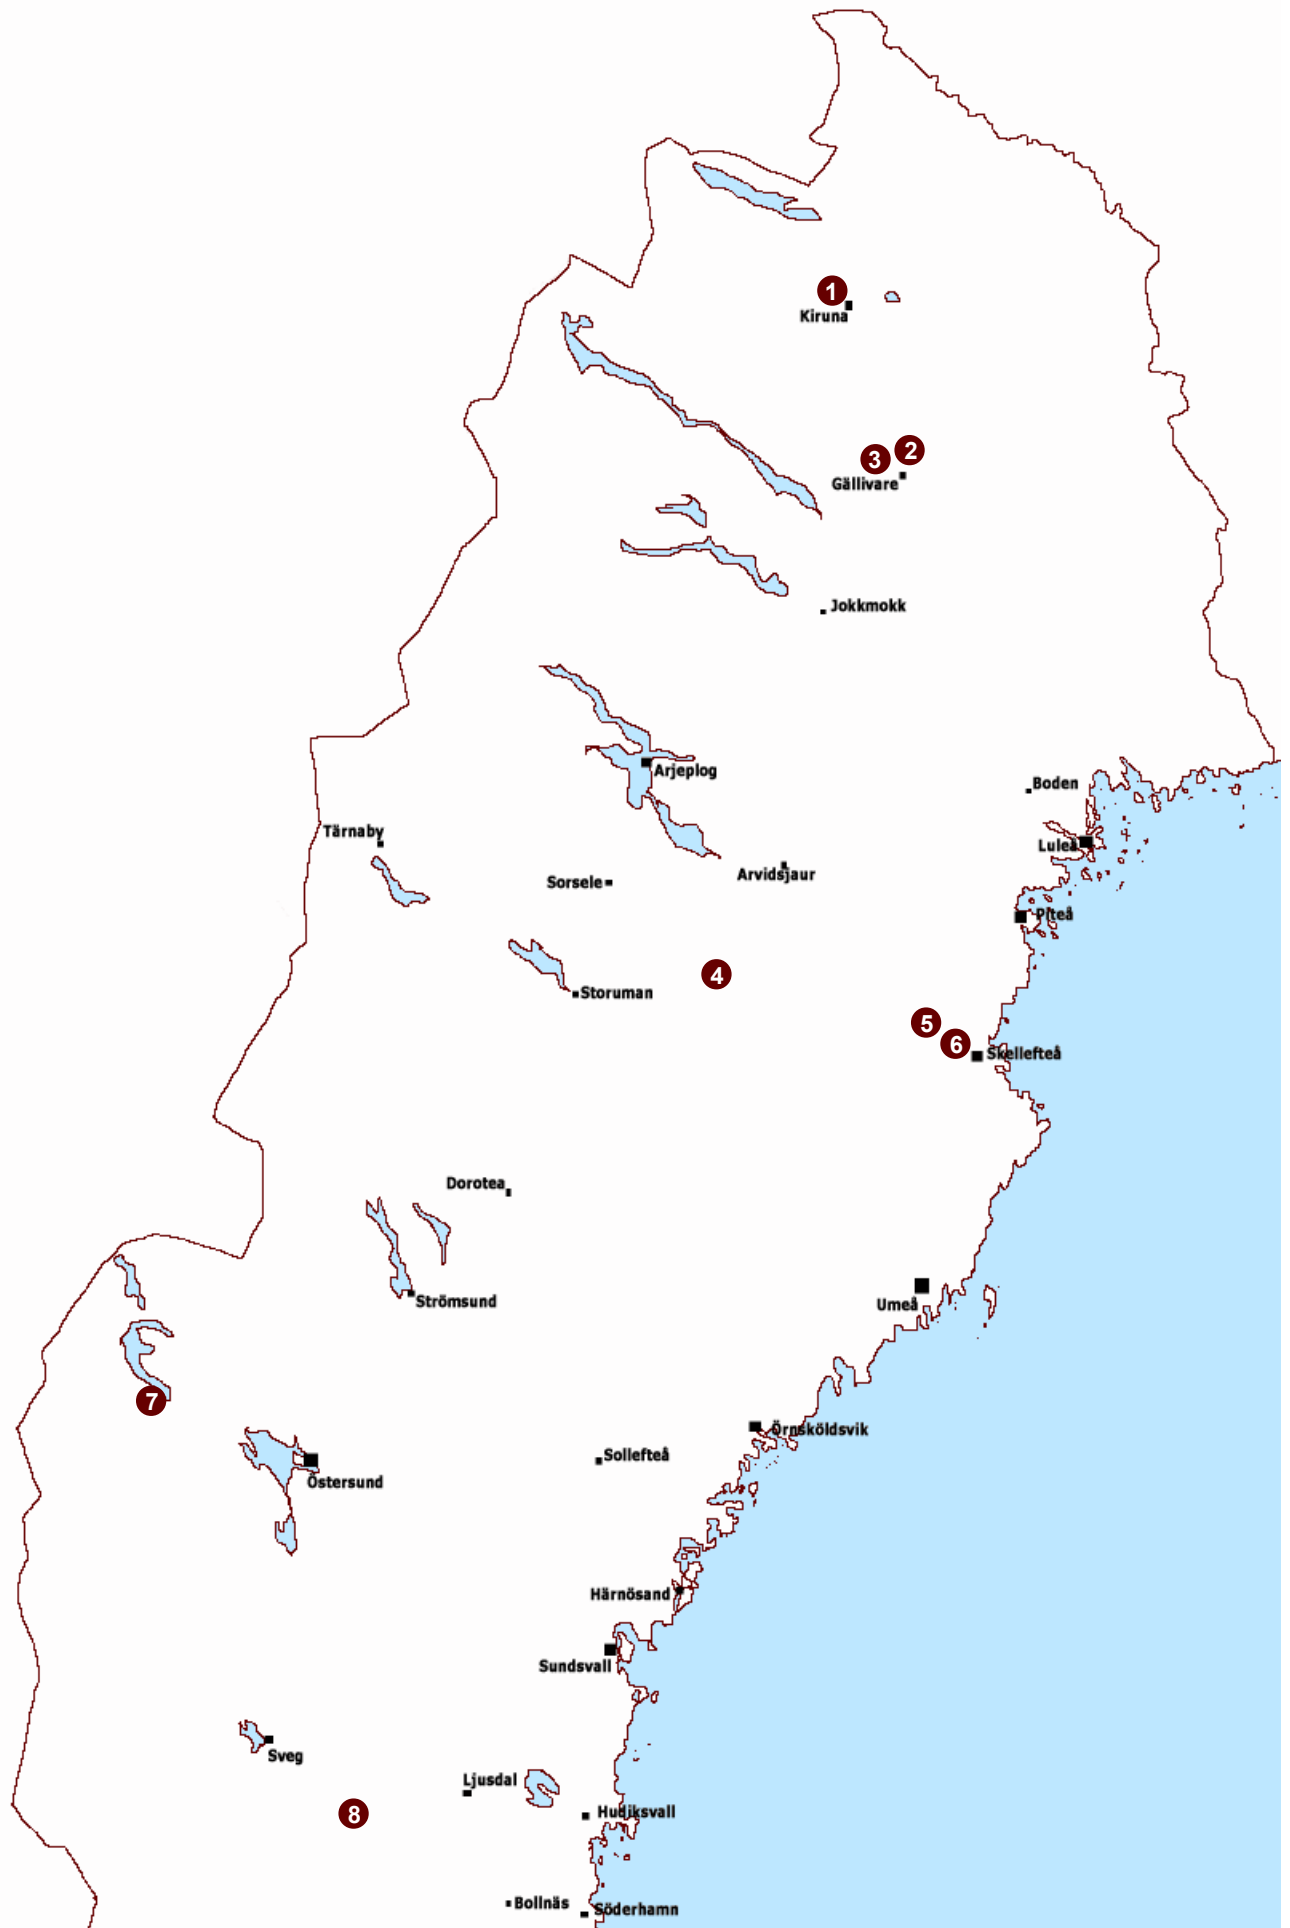 1
Kiruna
2
3
Gällivare
Jokkmokk
Arjeplog
Boden
Tärnaby
Luleå
Arvidsjaur
Sorsele
Piteå
4
Storuman
5
6
Skellefteå
Dorotea
Strömsund
Umeå
7
Örnsköldsvik
Sollefteå
Östersund
Härnösand
Sundsvall
Sveg
Ljusdal
8
Hudiksvall
Bollnäs
Söderhamn